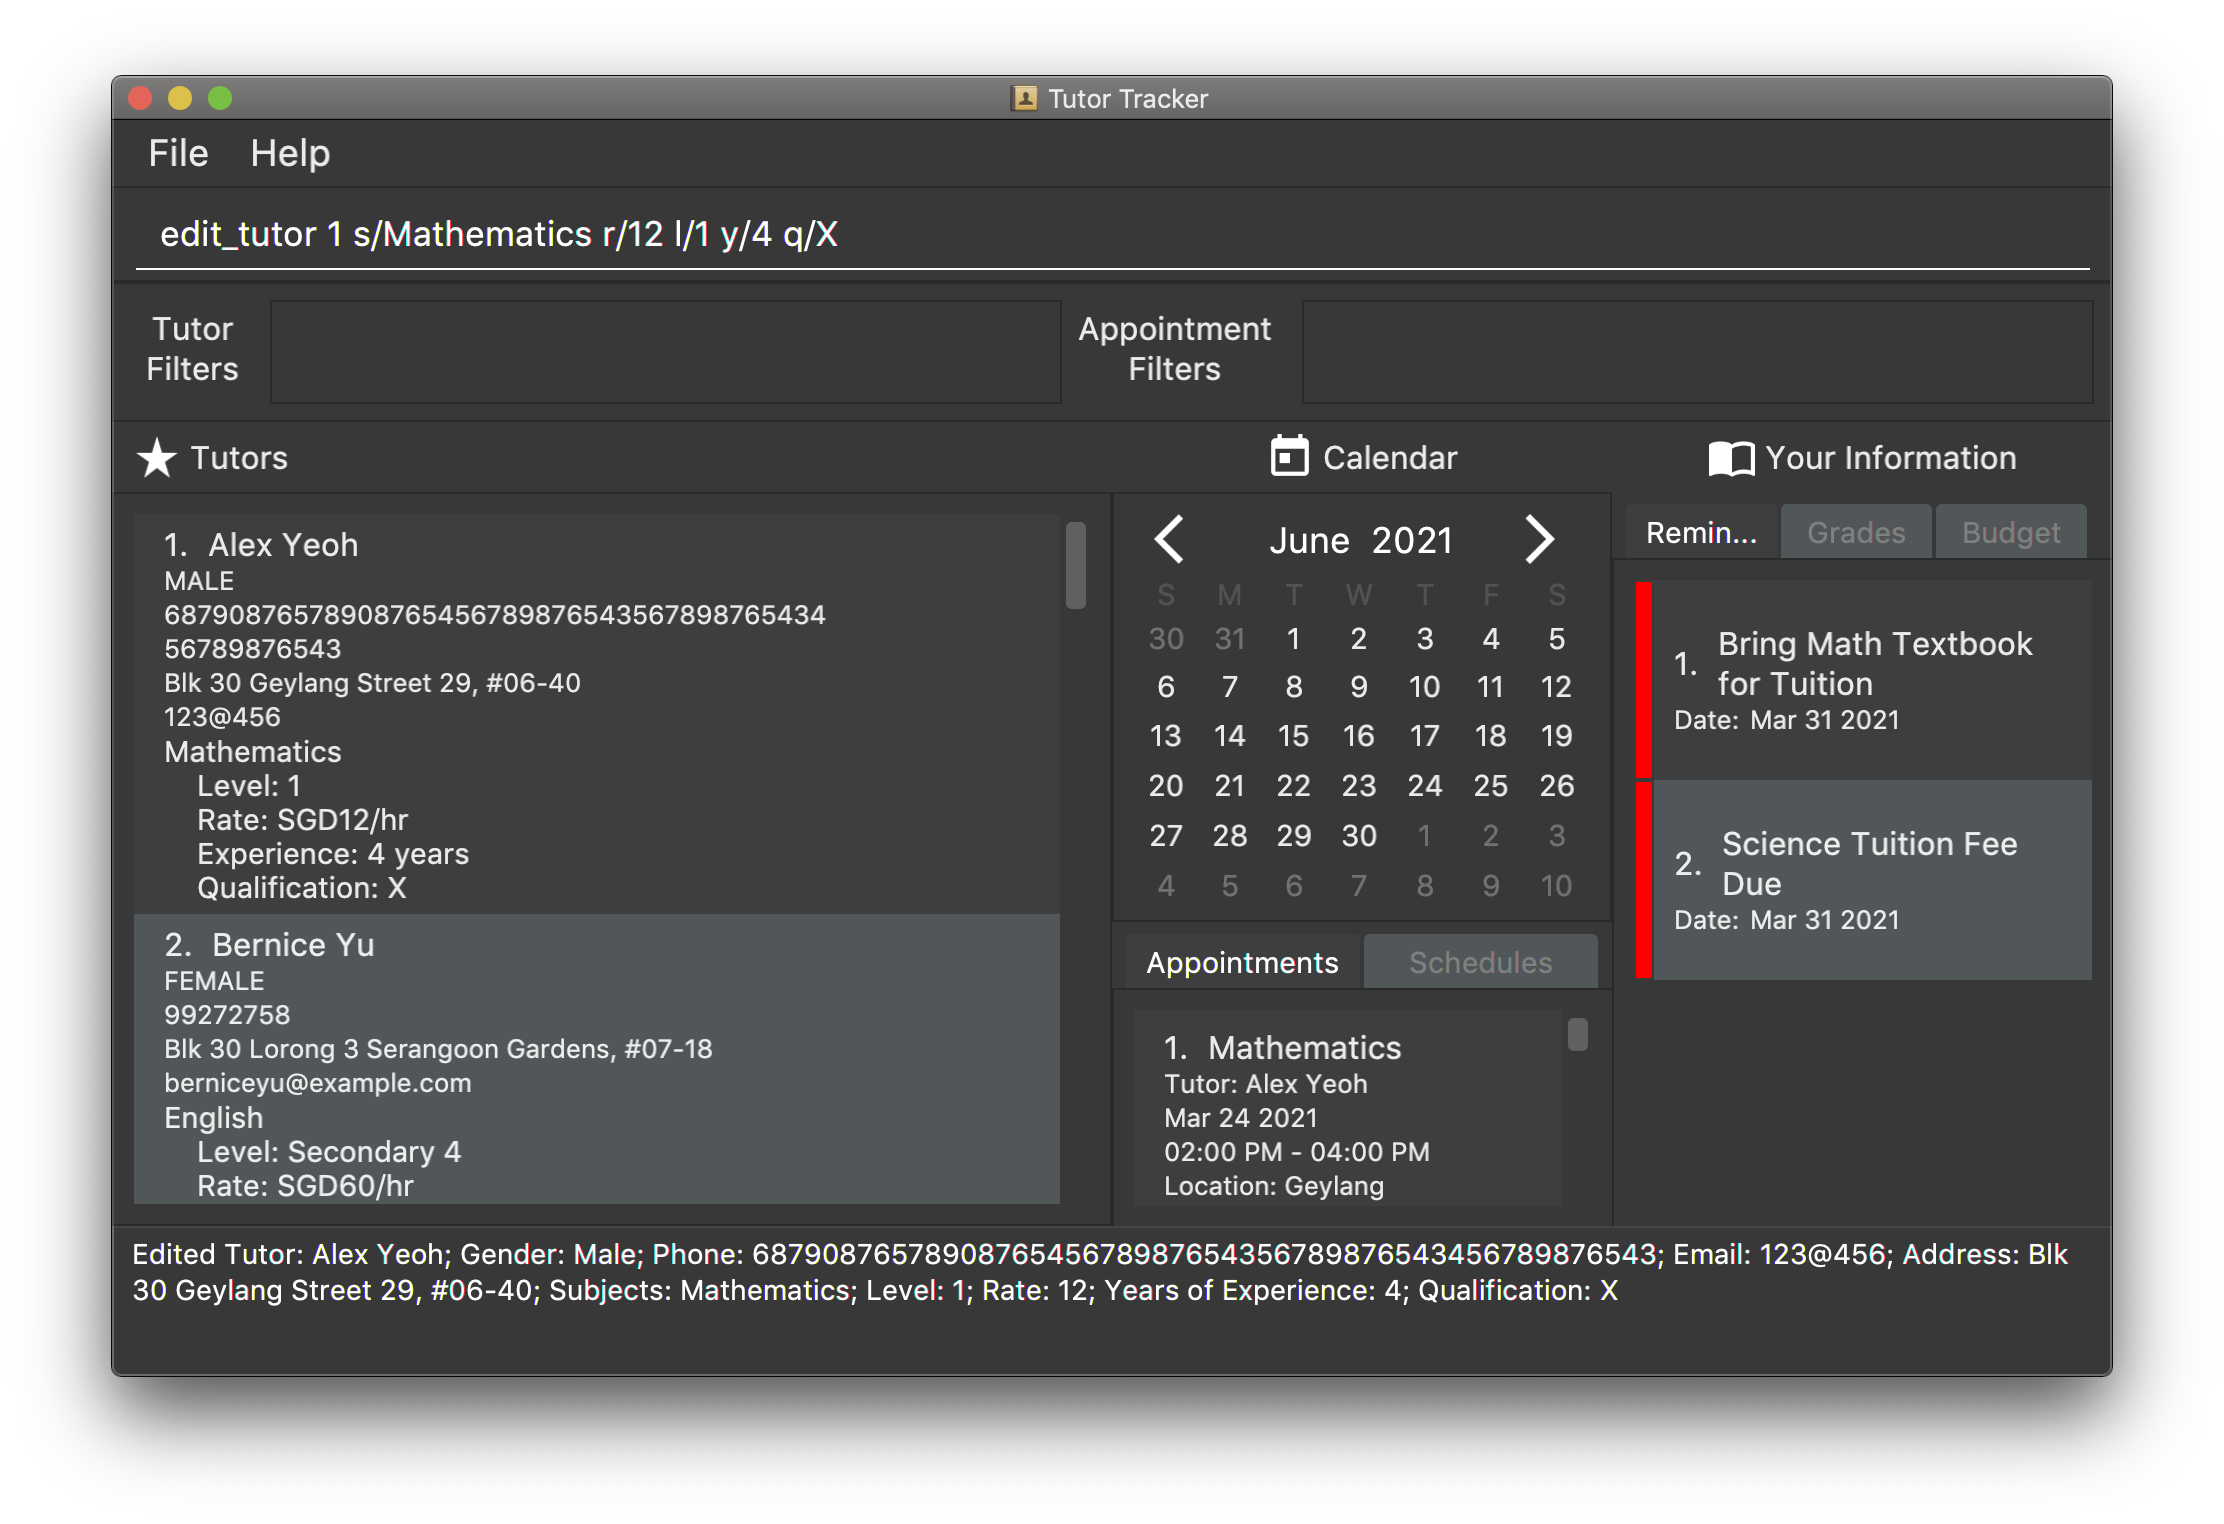 Tutor Tracker
File Help
edit_tutor 1 s/Mathematics r/12 l/1 y/4 q/X
Tutor
Filters
Appointment
Filters
Tutors
1. Alex Yeoh
MALE
68790876578908765456789876543567898765434
56789876543
Blk 30 Geylang Street 29, #06-40
123@456
Mathematics
Level: 1
Rate: SGD12/hr
Experience: 4 years
Qualification: X
2. Bernice Yu
FEMALE
99272758
Blk 30 Lorong 3 Serangoon Gardens, #07-18
berniceyu@example.com
English
Level: Secondary 4
Rate: SGD60/hr
Calendar
June 2021
S M T W T F S
30 31 1 2 3 4 5
6 7 8 9 10 11 12
13 14 15 16 17 18 19
20 21 22 23 24 25 26
27 28 29 30 1 2 3
4 5 6 7 8 9 10
Appointments Schedules
1. Mathematics
Tutor: Alex Yeoh
Mar 24 2021
02:00 PM - 04:00 PM
Location: Geylang
Your Information
Remin... Grades Budget
1. Bring Math Textbook
for Tuition
Date: Mar 31 2021
2. Science Tuition Fee
Due
Date: Mar 31 2021
Edited Tutor: Alex Yeoh; Gender: Male; Phone: 6879087657890876545678987654356789876543456789876543; Email: 123@456; Address: Blk
30 Geylang Street 29, #06-40; Subjects: Mathematics; Level: 1; Rate: 12; Years of Experience: 4; Qualification: X